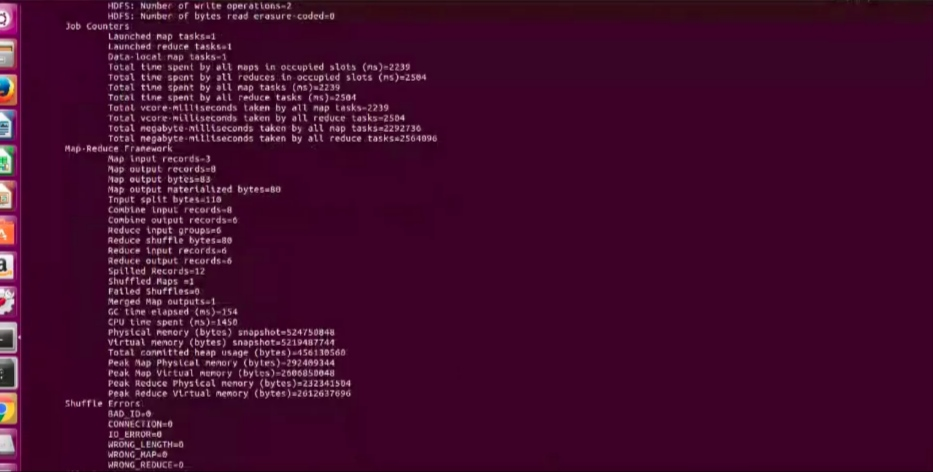 HDFS: Number of write operations=2
HDFS: Number of bytes read erasure-coded=0
Job Counters
Launched map tasks=1
Launched reduce tasks=1
Data-local map tasks=1
Total time spent by all maps in occupied slots (ms)=2239
Total time spent by all reduces in occupied slots (ms)=2504
Total time spent by all map tasks (ms)=2239
Total time spent by all reduce tasks (ms)=2504
Total vcore-milliseconds taken by all map tasks=2239
Total vcore-milliseconds taken by all reduce tasks=2504
Total megabyte-milliseconds taken by all map tasks=2292736
Total megabyte-milliseconds taken by all reduce tasks=2564096
Map-Reduce Framework
Map input records=3
Map output records=8
Map output bytes=83
Map output materialized bytes=80
Input split bytes=110
Combine input records=8
Combine output records=6
Reduce input groups=6
Reduce shuffle bytes=80
Reduce input records=6
Reduce output records=6
Spilled Records=12
Shuffled Maps =1
Failed Shuffles=0
Merged Map outputs=1
GC time elapsed (ms)=154
CPU time spent (ms)=1450
Physical memory (bytes) snapshot=524750848
Virtual memory (bytes) snapshot=5219487744
Total committed heap usage (bytes)=456130560
Peak Map Physical memory (bytes)=292409344
Peak Map Virtual memory (bytes)=2606850048
Peak Reduce Physical memory (bytes)=232341504
Peak Reduce Virtual memory (bytes)=2612637696
Shuffle Errors
BAD_ID=0
CONNECTION=0
IO_ERROR=0
WRONG_LENGTH=0
WRONG_MAP=0
WRONG_REDUCE=0